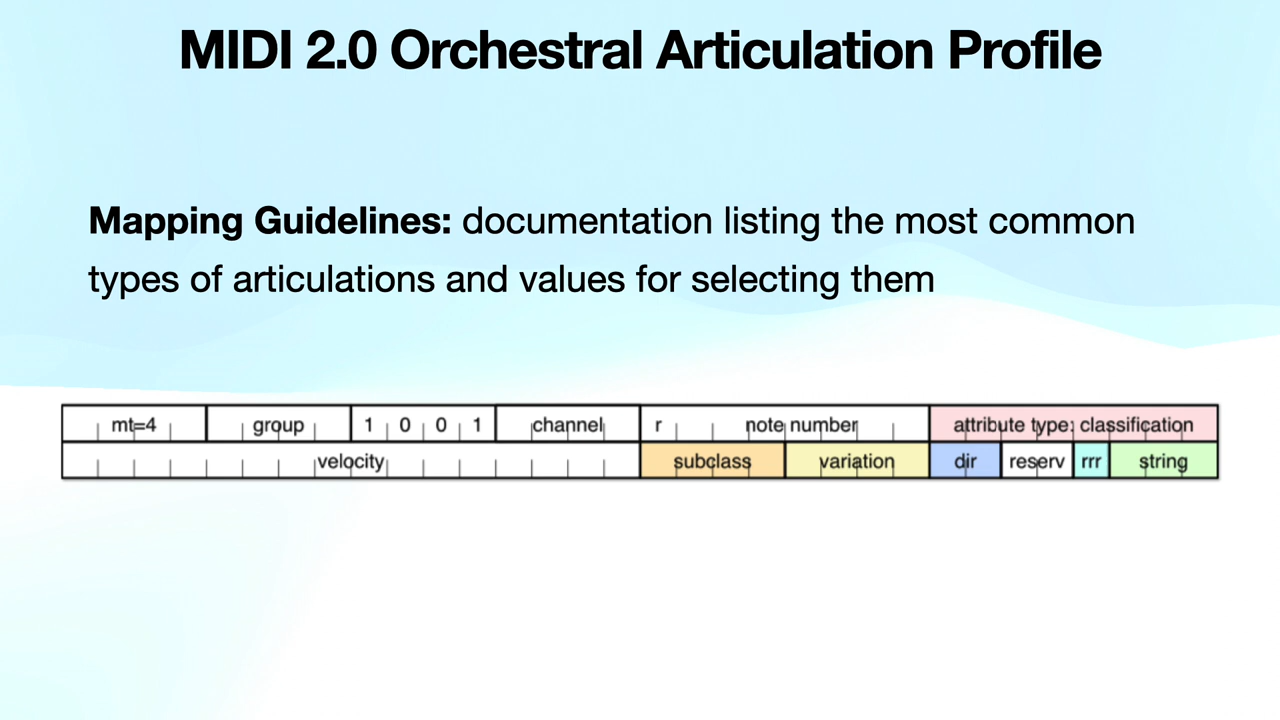 MIDI 2.0 Orchestral Articulation Profile
Mapping Guidelines: documentation listing the most common
types of articulations and values for selecting them
mt=4 group 1 0 0 1 channel r note number attribute type: classification
velocity subclass variation dir reserv rrr string